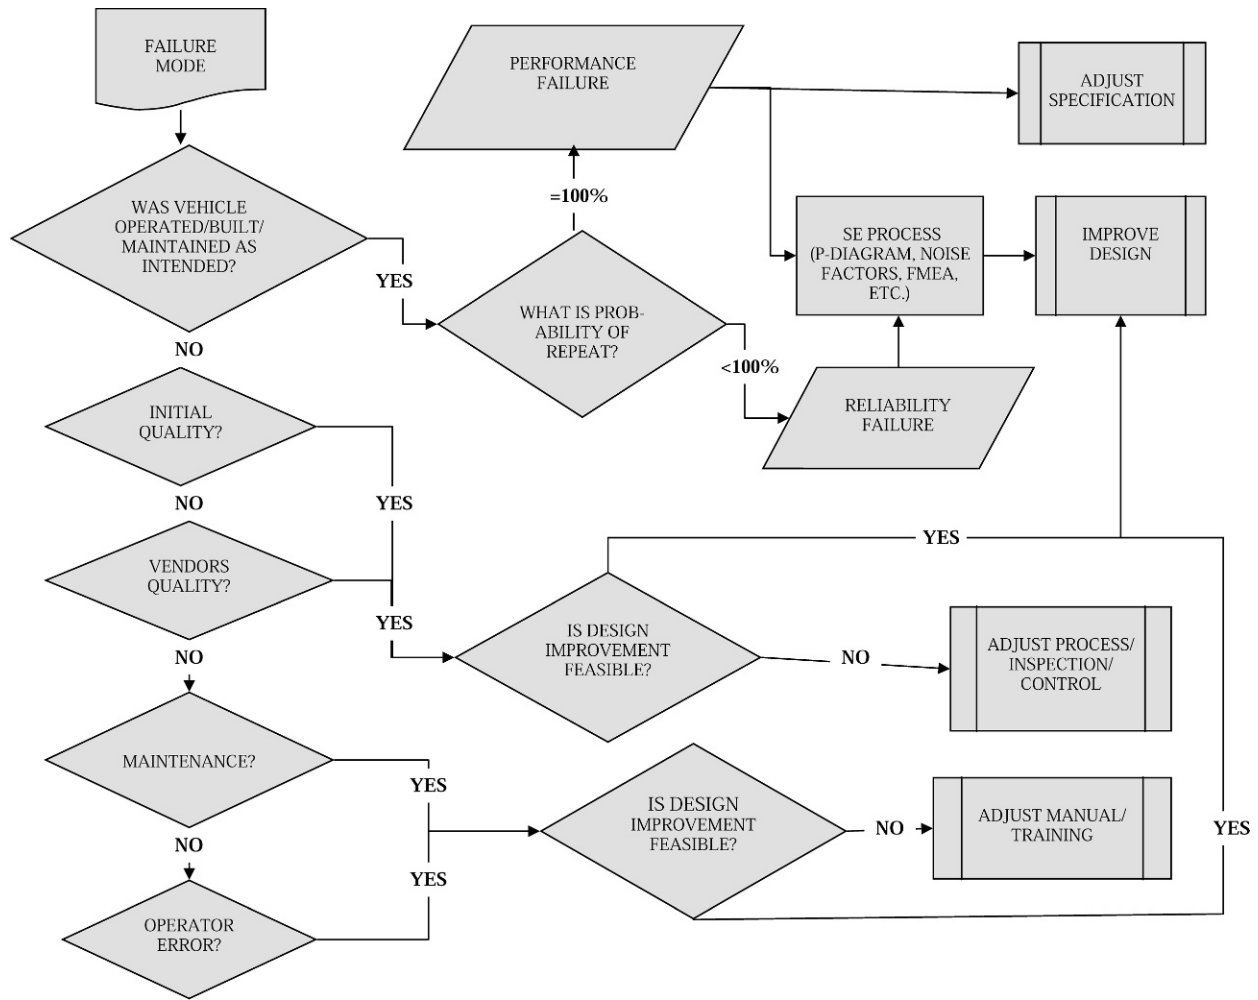 FAILURE
MODE
WAS VEHICLE
OPERATED/BUILT/
MAINTAINED AS
INTENDED?
YES
NO
PERFORMANCE
FAILURE
=100%
WHAT IS PROB-
ABILITY OF
REPEAT?
<100%
ADJUST
SPECIFICATION
SE PROCESS
(P-DIAGRAM, NOISE
FACTORS, FMEA,
ETC.)
IMPROVE
DESIGN
RELIABILITY
FAILURE
INITIAL
QUALITY?
YES
NO
VENDORS
QUALITY?
YES
NO
IS DESIGN
IMPROVEMENT
FEASIBLE?
YES
NO
ADJUST PROCESS/
INSPECTION/
CONTROL
MAINTENANCE?
YES
NO
IS DESIGN
IMPROVEMENT
FEASIBLE?
NO
ADJUST MANUAL/
TRAINING
YES
OPERATOR
ERROR?
YES